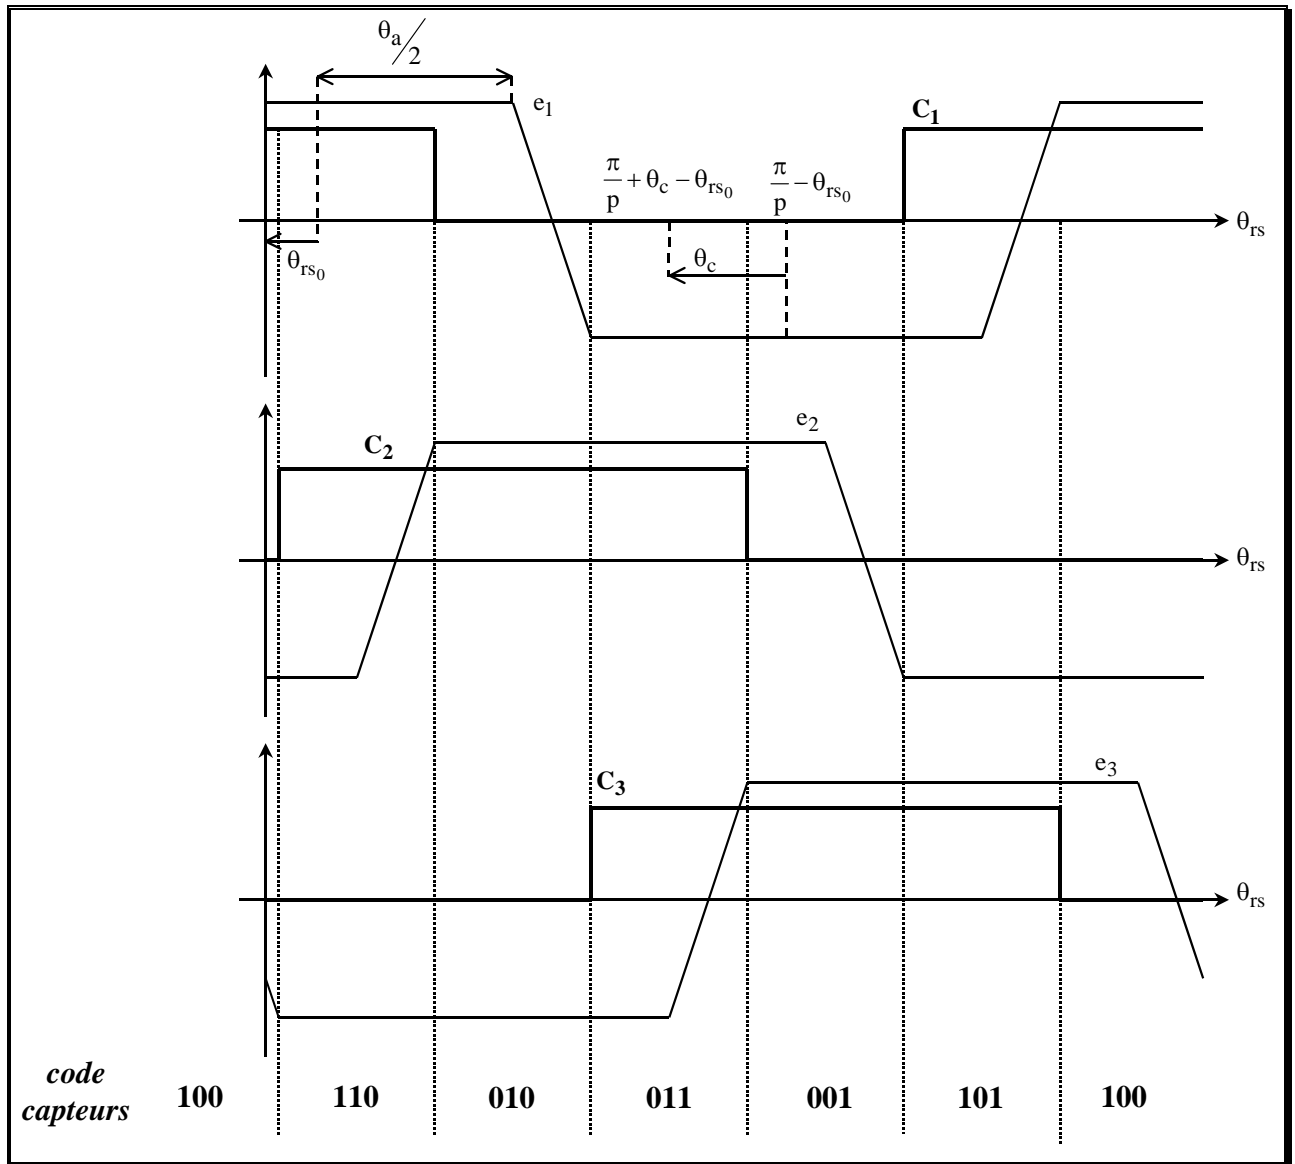 θa/2
e1
C1
π/p + θc − θrs0
π/p − θrs0
θrs
θrs0
θc
e2
C2
θrs
e3
C3
θrs
code
capteurs
100 110 010 011 001 101 100